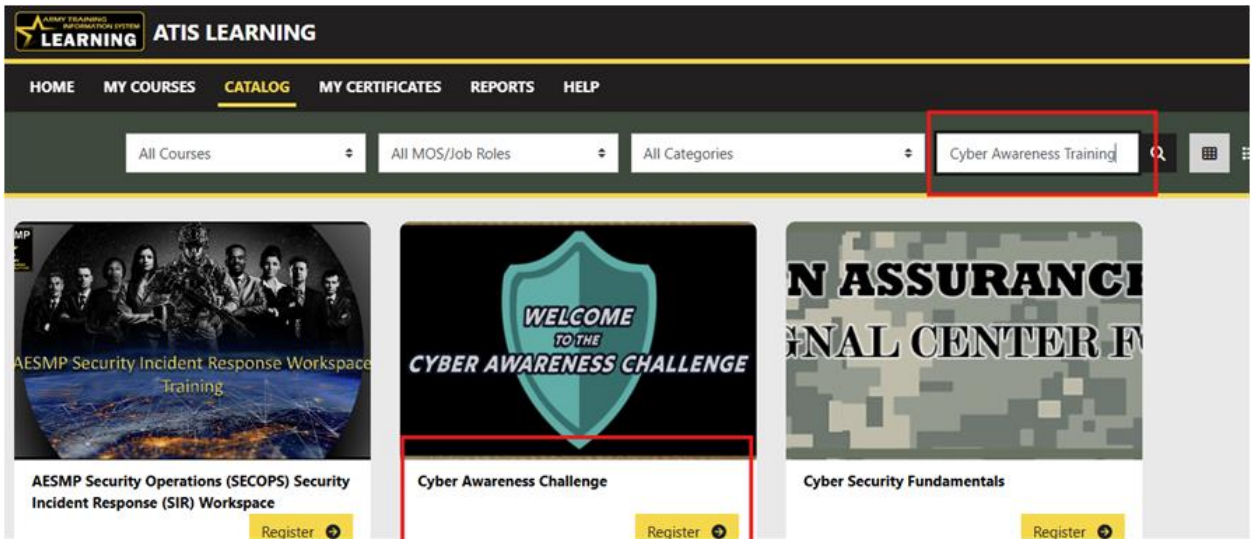 ARMY TRAINING
INFORMATION SYSTEM
LEARNING
ATIS LEARNING
HOME MY COURSES CATALOG MY CERTIFICATES REPORTS HELP
All Courses All MOS/Job Roles All Categories Cyber Awareness Training
MP
AESMP Security Incident Response Workspace
Training
WELCOME
TO THE
CYBER AWARENESS CHALLENGE
N ASSURANCE
GNAL CENTER F
AESMP Security Operations (SECOPS) Security
Incident Response (SIR) Workspace
Register
Cyber Awareness Challenge
Register
Cyber Security Fundamentals
Register